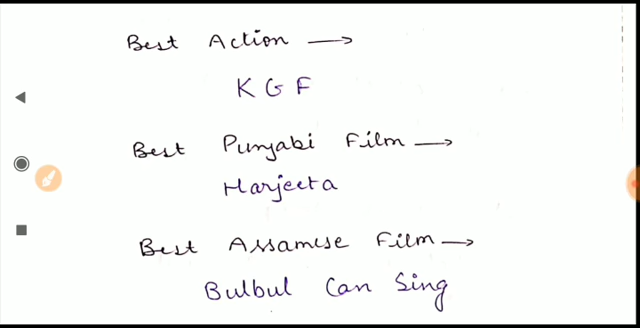 Best Action →
KGF
Best Punjabi Film →
Harjeeta
Best Assamese Film →
Bulbul Can Sing